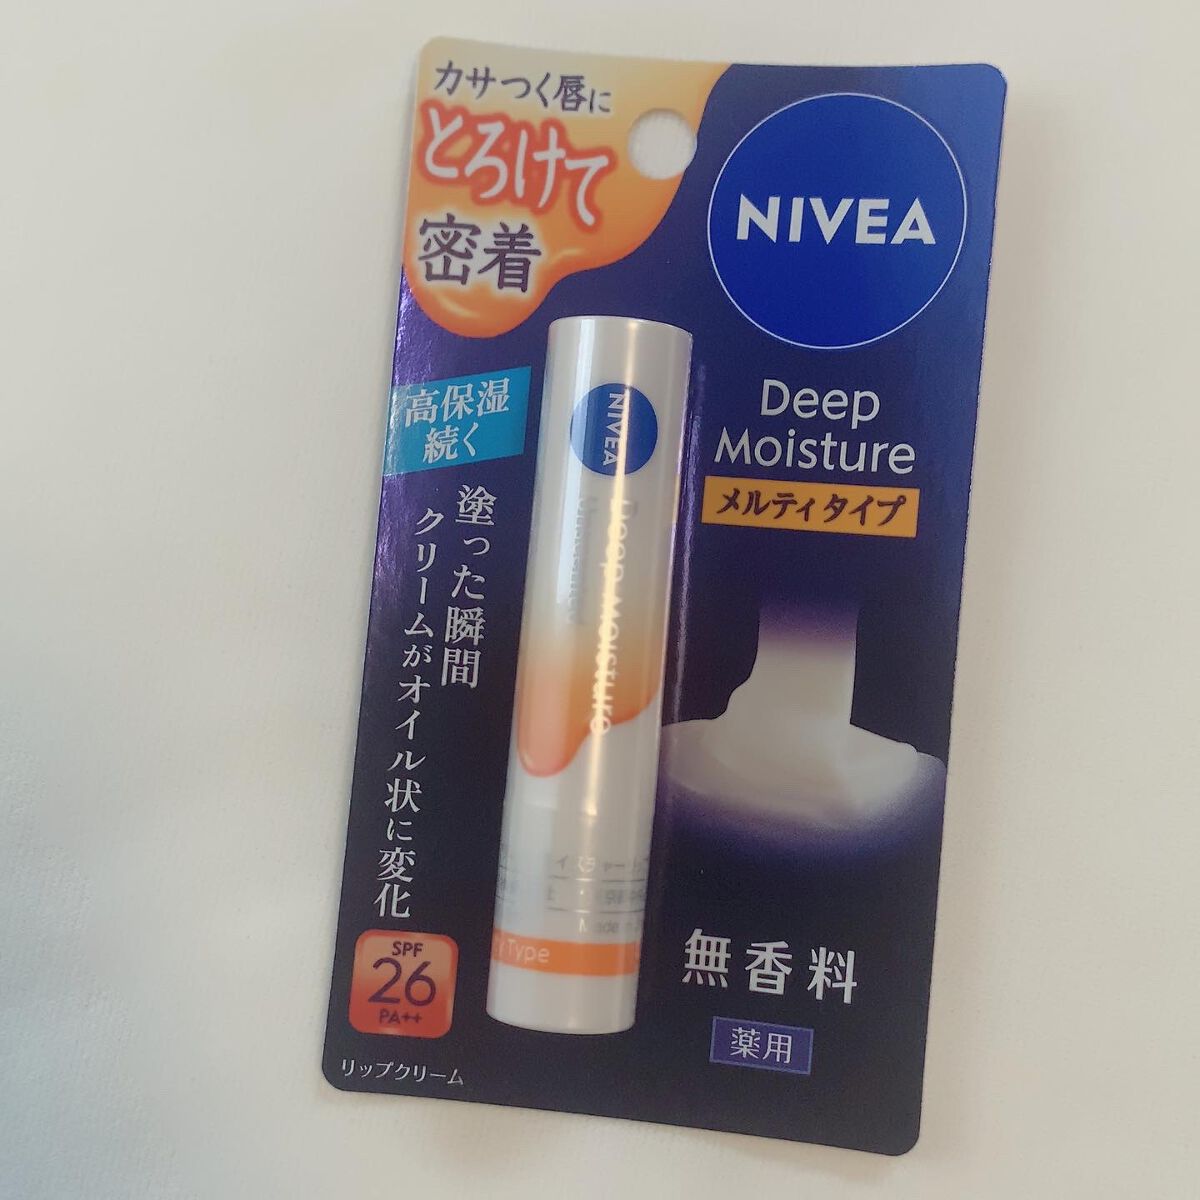 カサつく唇に
とろけて
密着
NIVEA
Deep
Moisture
メルティタイプ
高保湿
続く
塗った瞬間
クリームがオイル状に変化
NIVEA
Deep Moisture
Type
無香料
薬用
SPF
26
PA++
リップクリーム